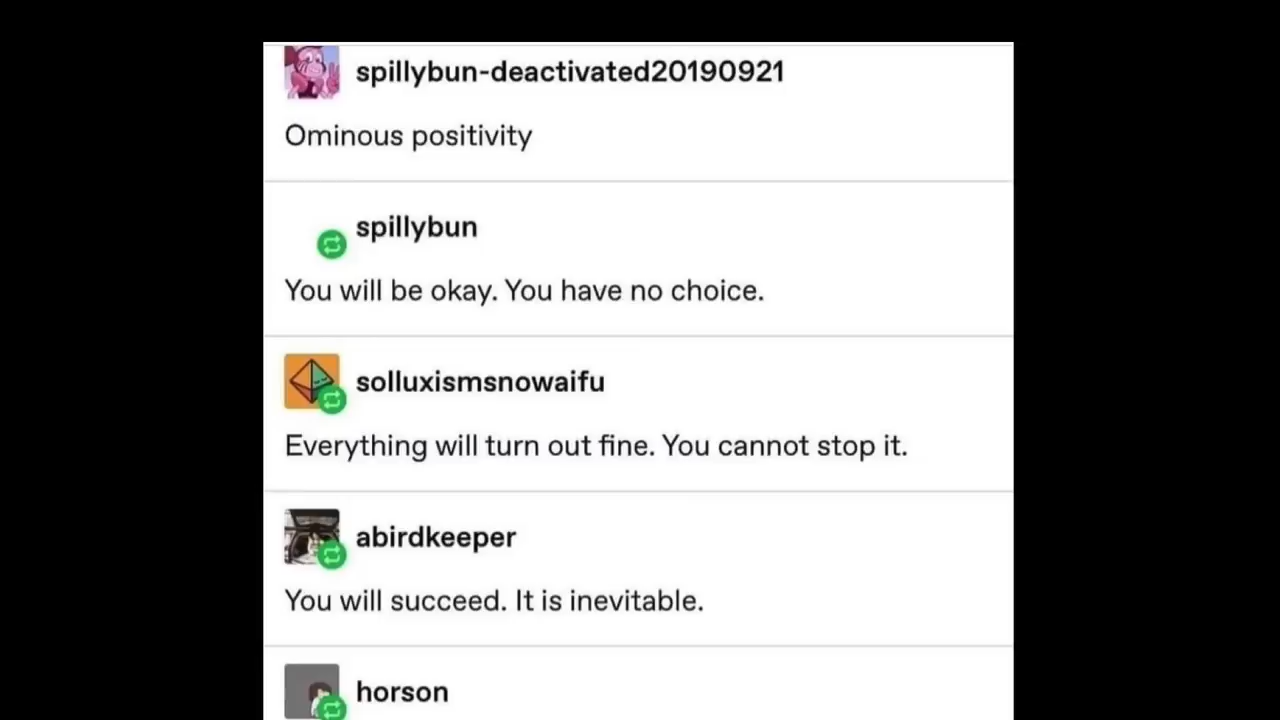 spillybun-deactivated20190921
Ominous positivity
spillybun
You will be okay. You have no choice.
solluxismsnowaifu
Everything will turn out fine. You cannot stop it.
abirdkeeper
You will succeed. It is inevitable.
horson